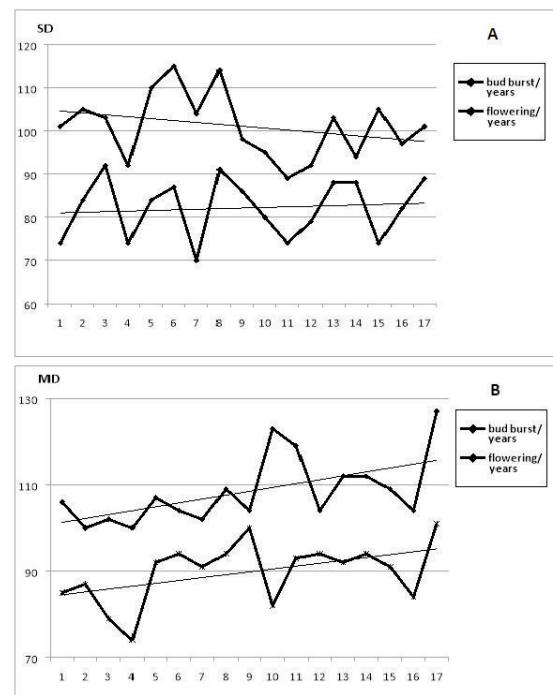 SD
A
120
110
100
90
80
70
60
1 2 3 4 5 6 7 8 9 10 11 12 13 14 15 16 17
bud burst/
years
flowering/
years
MD
B
130
110
90
70
1 2 3 4 5 6 7 8 9 10 11 12 13 14 15 16 17
bud burst/
years
flowering/
years